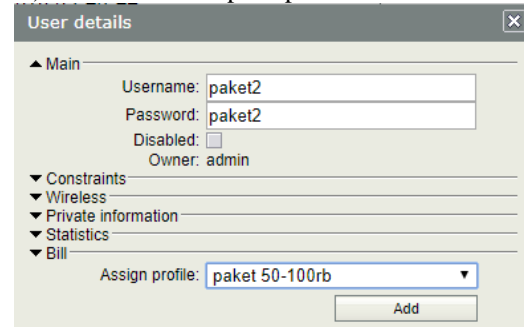 User details
Main
Username: paket2
Password: paket2
Disabled:
Owner: admin
Constraints
Wireless
Private information
Statistics
Bill
Assign profile: paket 50-100rb
Add